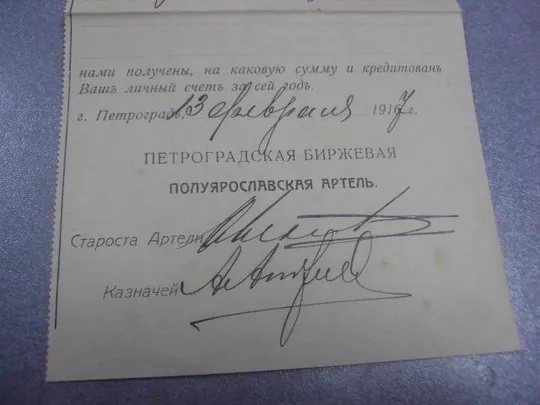 нами получены, на каковую сумму и кредитованъ
Вашъ личный счетъ за сей годъ.
г. Петроградъ, 13 февраля 1917 г.
ПЕТРОГРАДСКАЯ БИРЖЕВАЯ
ПОЛУЯРОСЛАВСКАЯ АРТЕЛЬ.
Староста Артели
Казначей